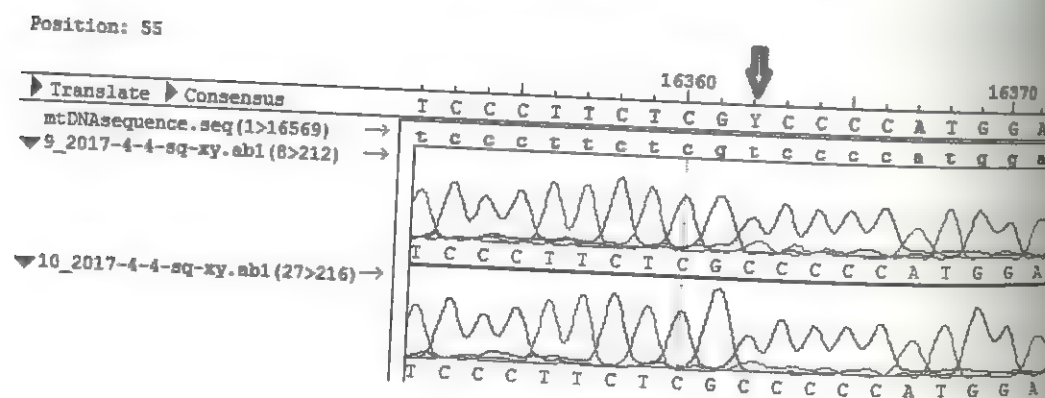 Position: 55
16360 16370
Translate Consensus T C C C T T C T C G Y C C C C A T G G A
mtDNAsequence.seq(1>16569) → t c c c t t c t c g t c c c c a t g g a
9_2017-4-4-sq-xy.ab1(8>212) →
T C C C T T C T C G C C C C C A T G G A
10_2017-4-4-sq-xy.ab1(27>216) →
T C C C T T C T C G C C C C C A T G G A